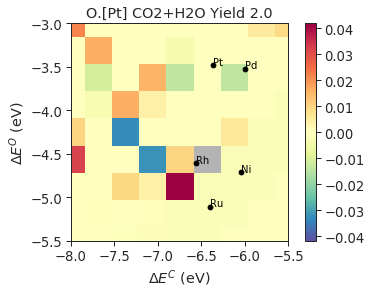 O.[Pt] CO2+H2O Yield 2.0
−3.0
−3.5
−4.0
−4.5
−5.0
−5.5
ΔE^O (eV)
Pt
Pd
Rh
Ni
Ru
−8.0 −7.5 −7.0 −6.5 −6.0 −5.5
ΔE^C (eV)
0.04
0.03
0.02
0.01
0.00
−0.01
−0.02
−0.03
−0.04